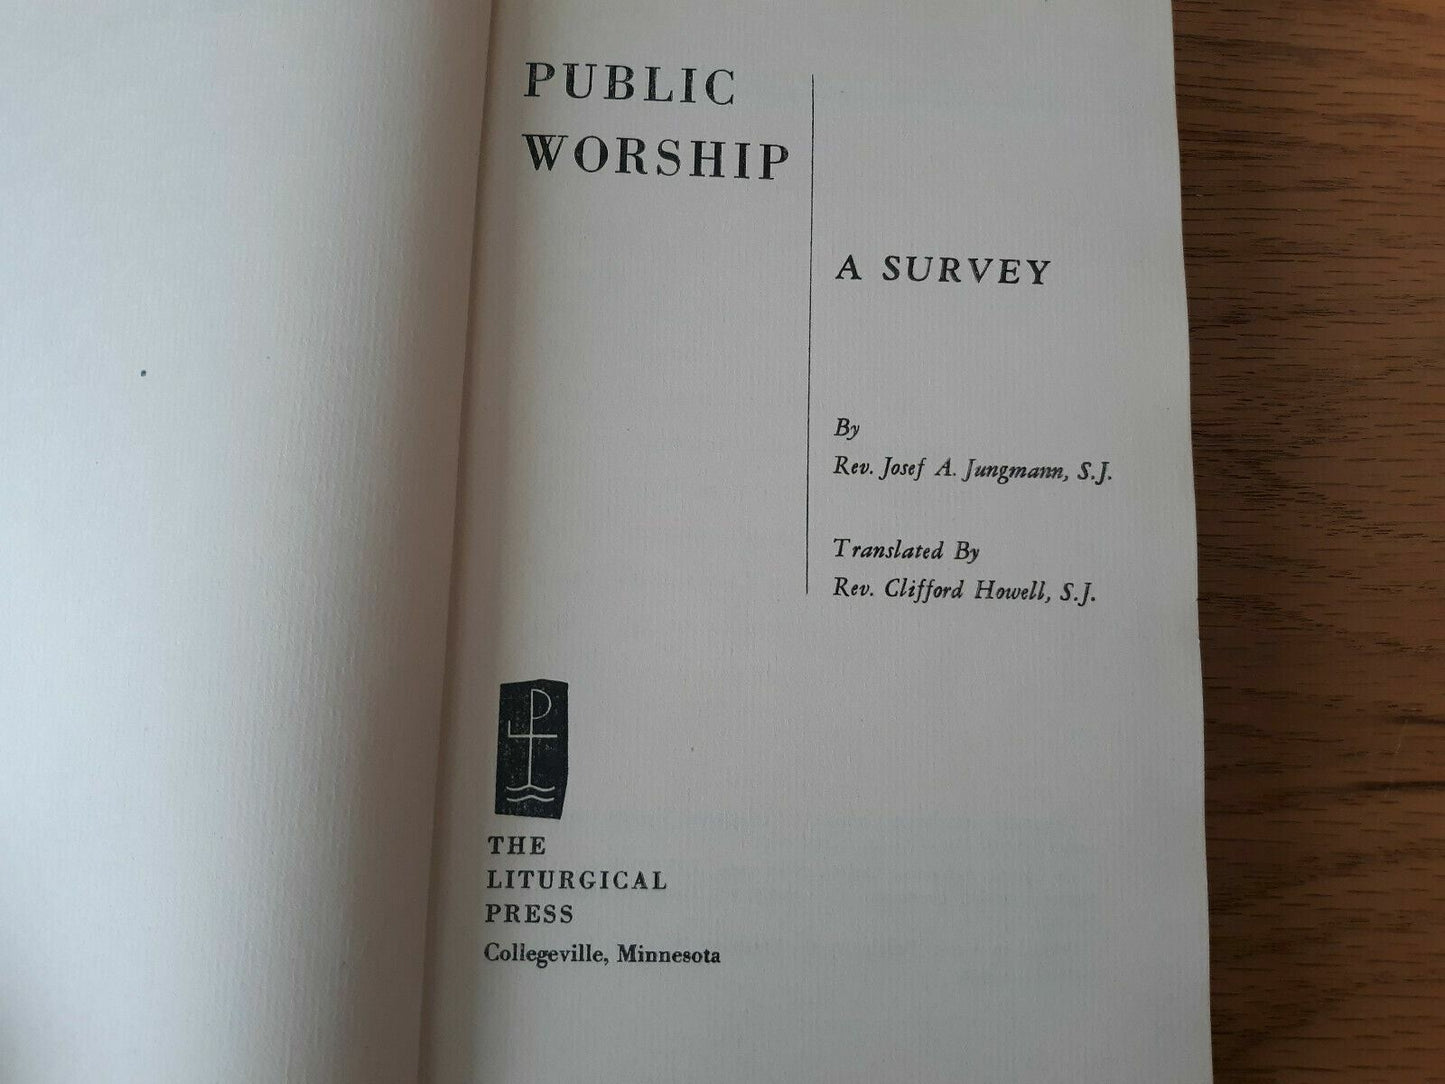 PUBLIC
WORSHIP
A SURVEY
By
Rev. Josef A. Jungmann, S.J.
Translated By
Rev. Clifford Howell, S.J.
THE
LITURGICAL
PRESS
Collegeville, Minnesota